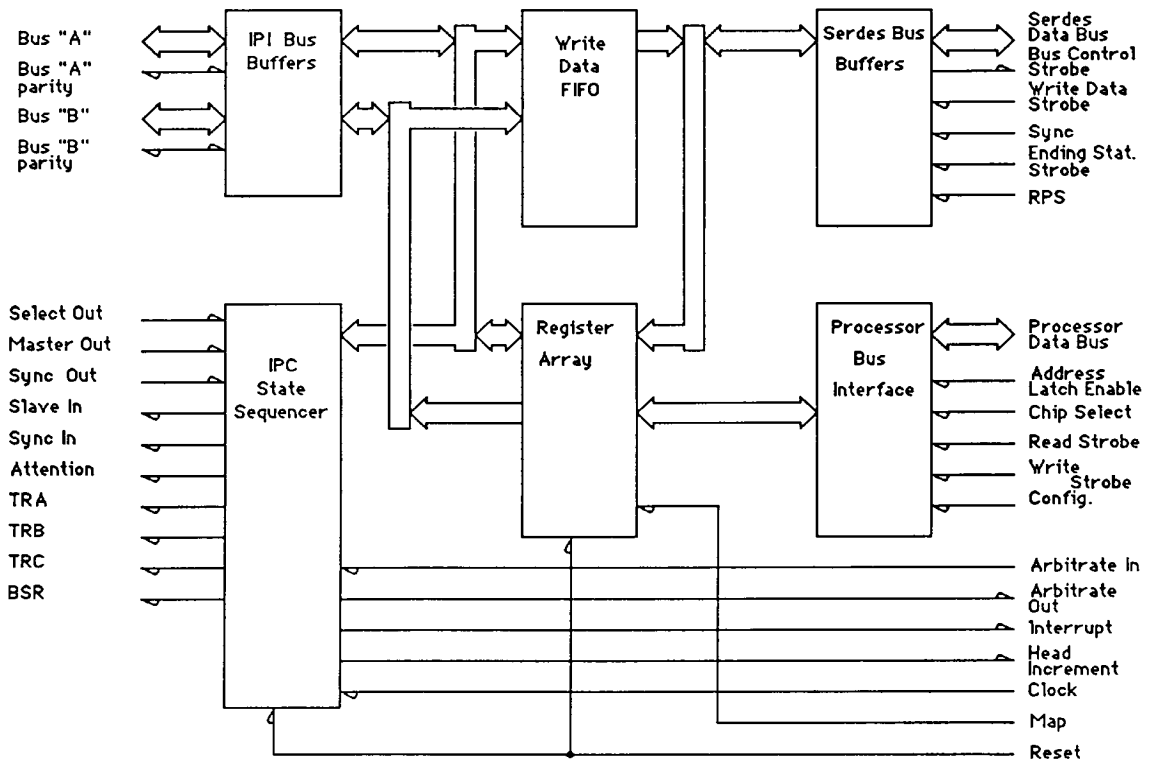 Bus "A"
Bus "A"
parity
Bus "B"
Bus "B"
parity
IPI Bus
Buffers
Write
Data
FIFO
Serdes Bus
Buffers
Serdes
Data Bus
Bus Control
Strobe
Write Data
Strobe
Sync
Ending Stat.
Strobe
RPS
Select Out
Master Out
Sync Out
Slave In
Sync In
Attention
TRA
TRB
TRC
BSR
IPC
State
Sequencer
Register
Array
Processor
Bus
Interface
Processor
Data Bus
Address
Latch Enable
Chip Select
Read Strobe
Write
Strobe
Config.
Arbitrate In
Arbitrate
Out
Interrupt
Head
Increment
Clock
Map
Reset